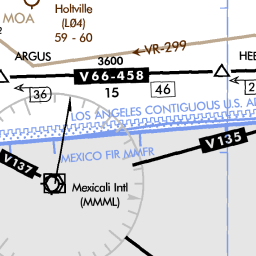 MOA
Holtville
(L04)
59 - 60
VR-299
ARGUS
3600
V66-458
36
15
46
LOS ANGELES CONTIGUOUS U.S.
V135
MEXICO FIR MMFR
V137
Mexicali Intl
(MMML)